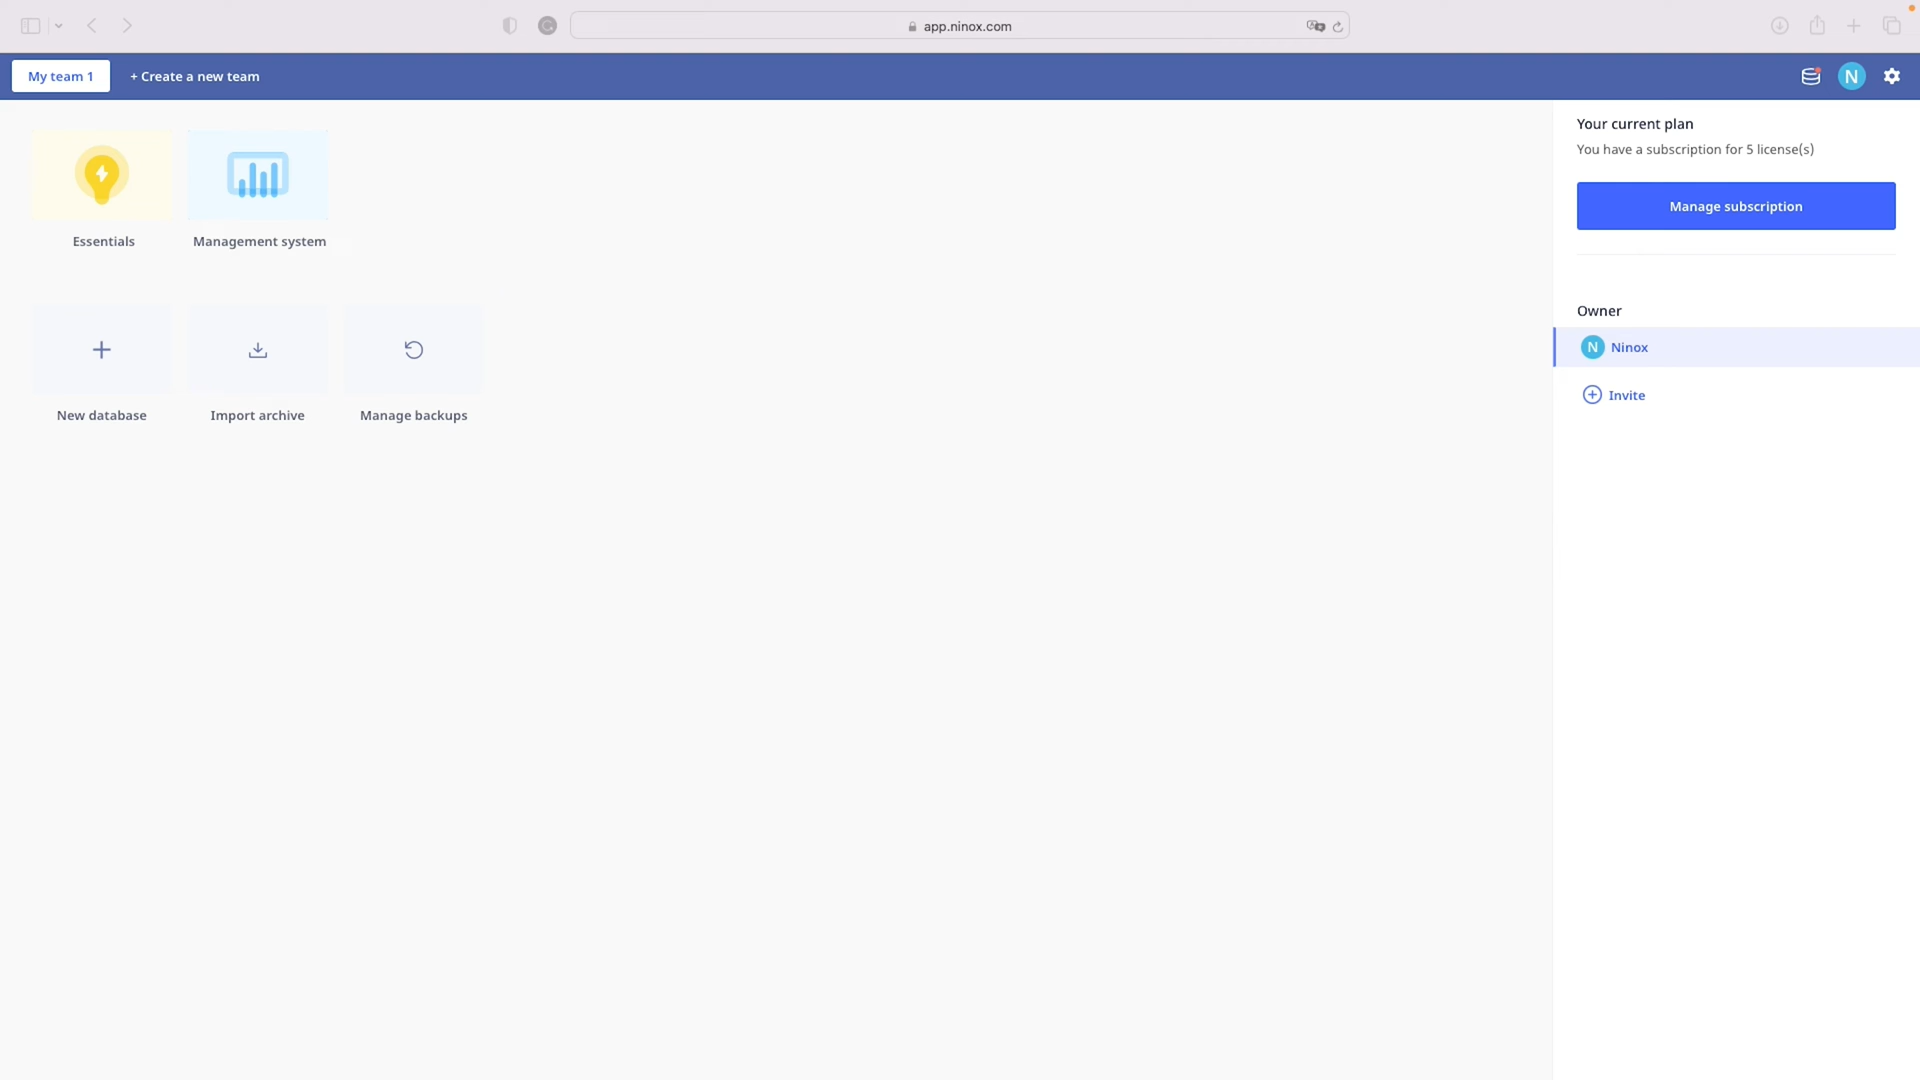 app.ninox.com
My team 1
+ Create a new team
N
Your current plan
You have a subscription for 5 license(s)
Manage subscription
Essentials
Management system
Owner
N Ninox
Invite
New database
Import archive
Manage backups